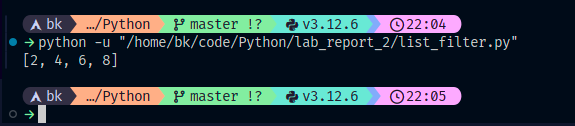 bk …/Python master !? v3.12.6 22:04
→ python -u "/home/bk/code/Python/lab_report_2/list_filter.py"
[2, 4, 6, 8]
bk …/Python master !? v3.12.6 22:05
→